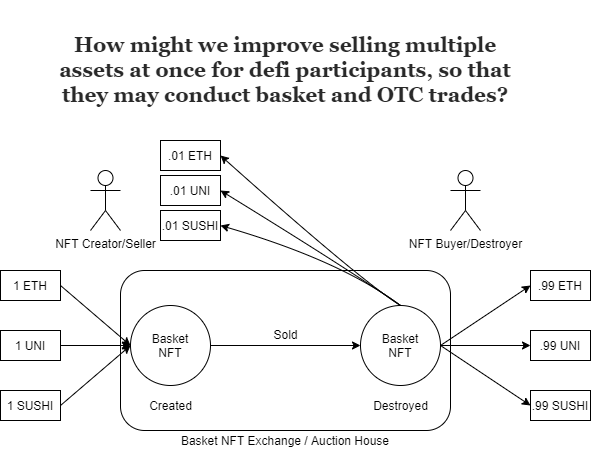 How might we improve selling multiple
assets at once for defi participants, so that
they may conduct basket and OTC trades?
.01 ETH
.01 UNI
.01 SUSHI
NFT Creator/Seller
NFT Buyer/Destroyer
1 ETH
.99 ETH
Sold
Basket
NFT
Basket
NFT
1 UNI
.99 UNI
1 SUSHI
Created
Destroyed
.99 SUSHI
Basket NFT Exchange / Auction House